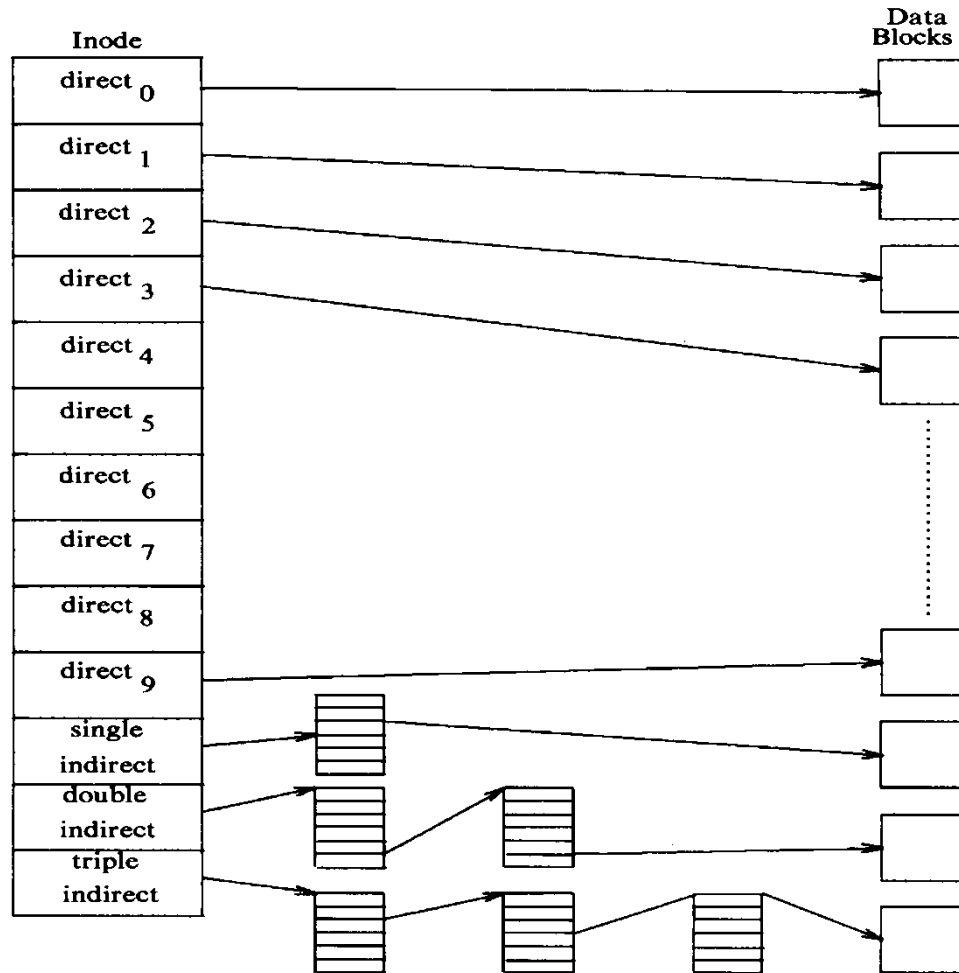 Inode
Data
Blocks
direct 0
direct 1
direct 2
direct 3
direct 4
direct 5
direct 6
direct 7
direct 8
direct 9
single
indirect
double
indirect
triple
indirect